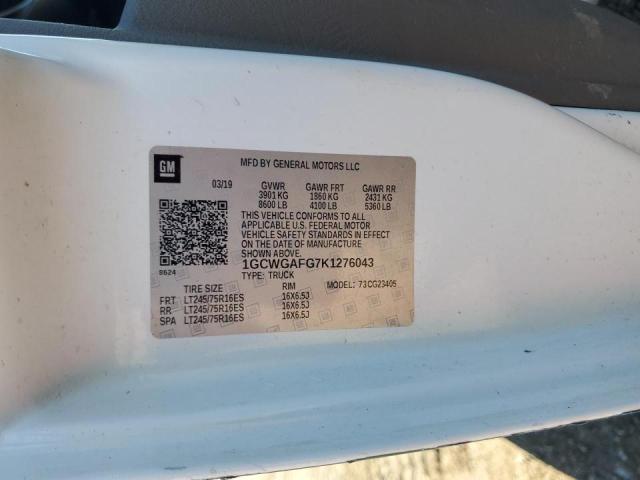 GM
MFD BY GENERAL MOTORS LLC
03/19 GVWR GAWR FRT GAWR RR
3901 KG 1860 KG 2431 KG
8600 LB 4100 LB 5360 LB
THIS VEHICLE CONFORMS TO ALL
APPLICABLE U.S. FEDERAL MOTOR
VEHICLE SAFETY STANDARDS IN EFFECT
ON THE DATE OF MANUFACTURE
SHOWN ABOVE.
1GCWGAFG7K1276043
8624 TYPE: TRUCK
TIRE SIZE RIM MODEL: 73CG23405
FRT LT245/75R16ES 16X6.5J
RR LT245/75R16ES 16X6.5J
SPA LT245/75R16ES 16X6.5J